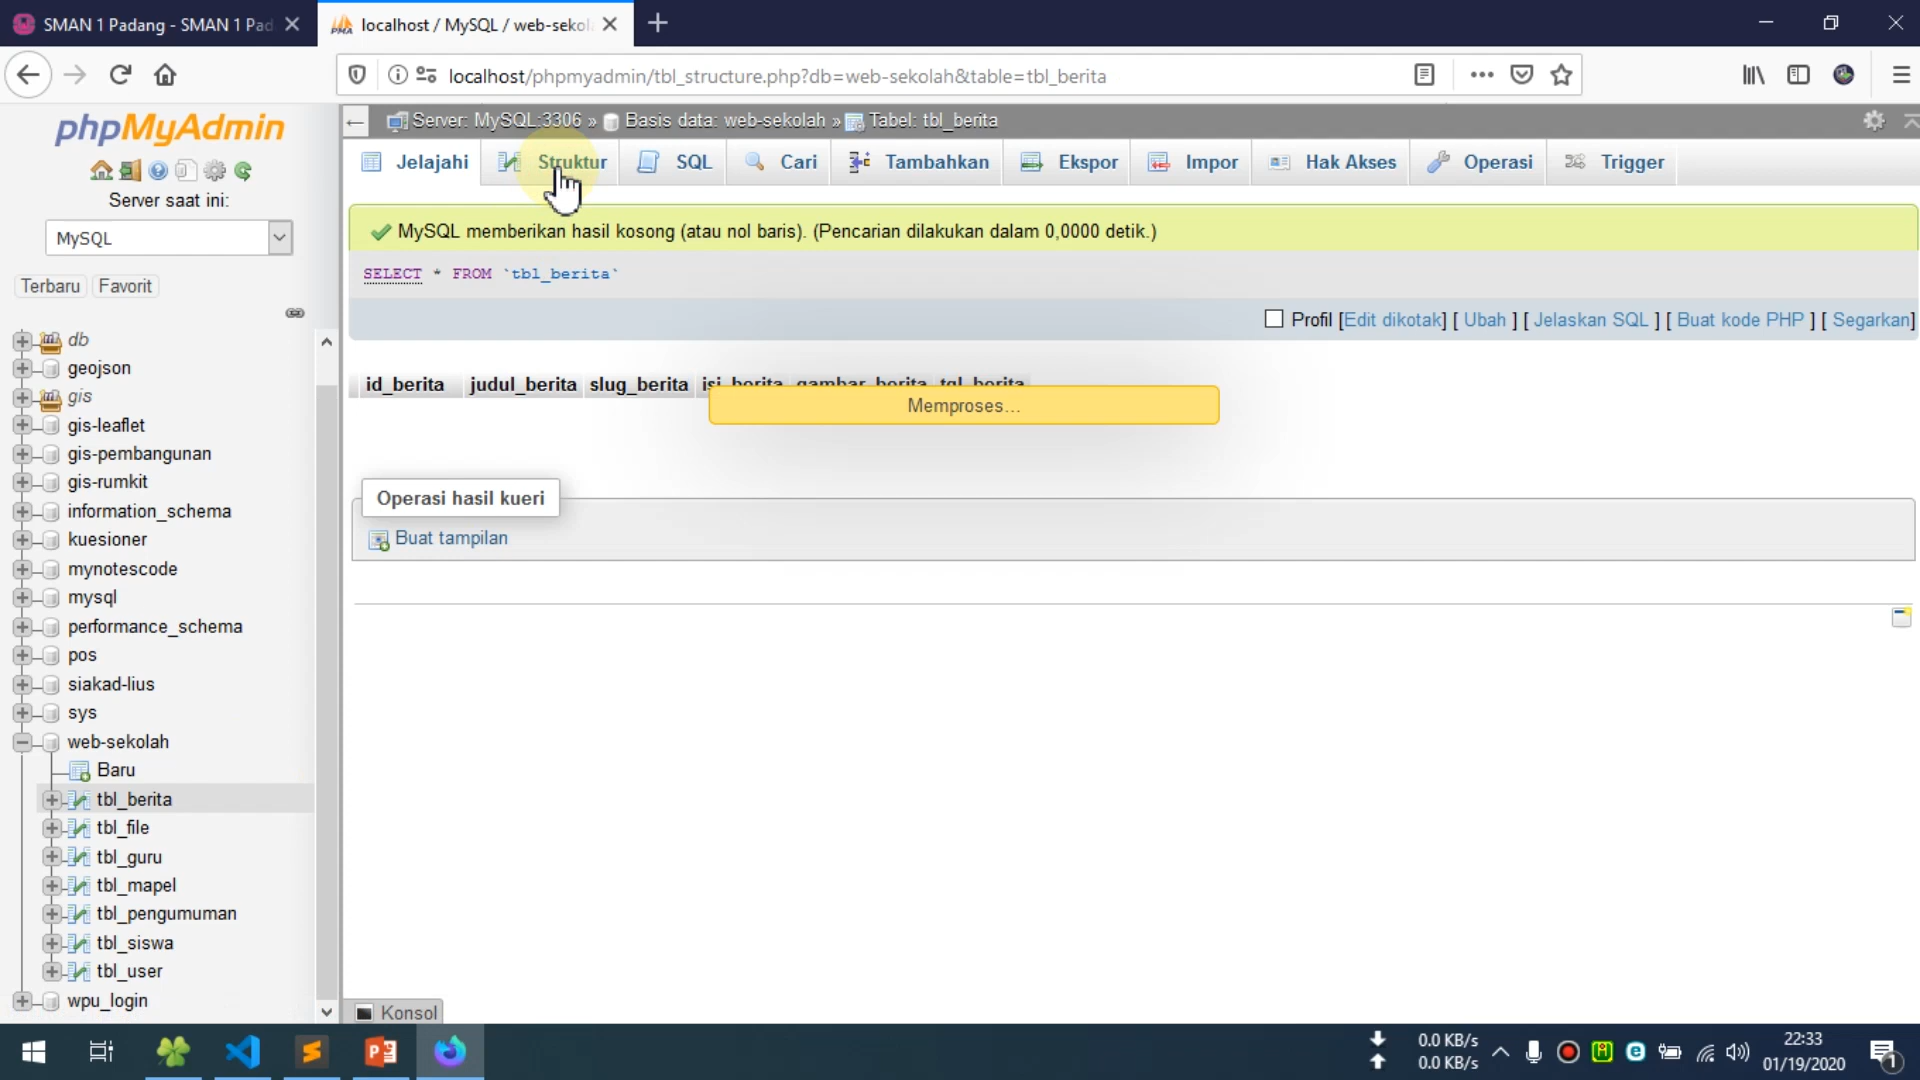 SMAN 1 Padang - SMAN 1 Pad
localhost / MySQL / web-sekol
localhost/phpmyadmin/tbl_structure.php?db=web-sekolah&table=tbl_berita
phpMyAdmin
Server saat ini:
MySQL
Terbaru
Favorit
db
geojson
gis
gis-leaflet
gis-pembangunan
gis-rumkit
information_schema
kuesioner
mynotescode
mysql
performance_schema
pos
siakad-lius
sys
web-sekolah
Baru
tbl_berita
tbl_file
tbl_guru
tbl_mapel
tbl_pengumuman
tbl_siswa
tbl_user
wpu_login
Server: MySQL:3306 » Basis data: web-sekolah » Tabel: tbl_berita
Jelajahi Struktur SQL Cari Tambahkan Ekspor Impor Hak Akses Operasi Trigger
MySQL memberikan hasil kosong (atau nol baris). (Pencarian dilakukan dalam 0,0000 detik.)
SELECT * FROM `tbl_berita`
Profil [Edit dikotak] [ Ubah ] [ Jelaskan SQL ] [ Buat kode PHP ] [ Segarkan]
id_berita judul_berita slug_berita isi_berita gambar_berita tgl_berita
Memproses...
Operasi hasil kueri
Buat tampilan
Konsol
0.0 KB/s
0.0 KB/s
22:33
01/19/2020
1